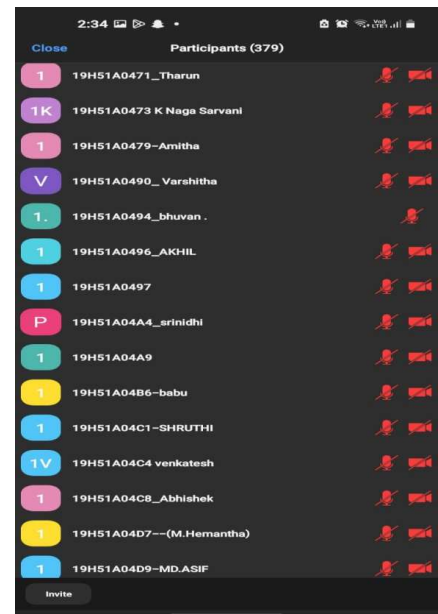 2:34
Close Participants (379)
1 19H51A0471_Tharun
1K 19H51A0473 K Naga Sarvani
1 19H51A0479-Amitha
V 19H51A0490_ Varshitha
1. 19H51A0494_bhuvan .
1 19H51A0496_AKHIL
1 19H51A0497
P 19H51A04A4_srinidhi
1 19H51A04A9
1 19H51A04B6-babu
1 19H51A04C1-SHRUTHI
1V 19H51A04C4 venkatesh
1 19H51A04C8_Abhishek
1 19H51A04D7--(M.Hemantha)
1 19H51A04D9-MD.ASIF
Invite